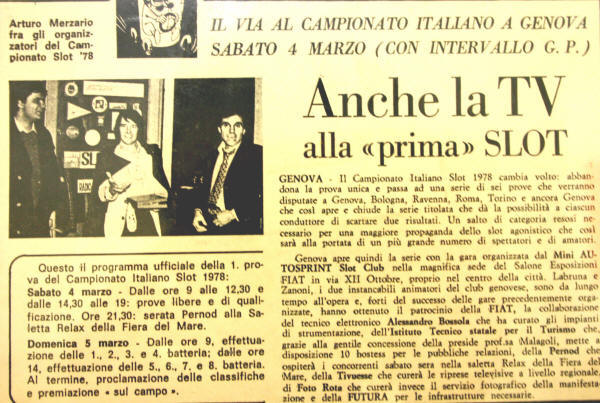 Arturo Merzario
fra gli organiz-
zatori del Cam-
pionato Slot '78
IL VIA AL CAMPIONATO ITALIANO A GENOVA
SABATO 4 MARZO (CON INTERVALLO G. P.)
Anche la TV
alla «prima» SLOT
SL
RADIO
GENOVA - Il Campionato Italiano Slot 1978 cambia volto: abban-
dona la prova unica e passa ad una serie di sei prove che verranno
disputate a Genova, Bologna, Ravenna, Roma, Torino e ancora Genova
che così apre e chiude la serie titolata che dà la possibilità a ciascun
conduttore di scartare due risultati. Un salto di categoria resosi ne-
cessario per una maggiore propaganda dello slot agonistico che così
sarà alla portata di un più grande numero di spettatori e di amatori.
Genova apre quindi la serie con la gara organizzata dal Mini AU-
TOSPRINT Slot Club nella magnifica sede del Salone Esposizioni
FIAT in via XII Ottobre, proprio nel centro della città. Labruna e
Zanoni, i due instancabili animatori del club genovese, sono da lungo
tempo all'opera e, forti del successo delle gare precedentemente orga-
nizzate, hanno ottenuto il patrocinio della FIAT, la collaborazione
del tecnico elettronico Alessandro Bossola che ha curato gli impianti
di strumentazione, dell'Istituto Tecnico statale per il Turismo che,
grazie alla gentile concessione della preside prof.sa Malagoli, mette a
disposizione 10 hostess per le pubbliche relazioni, della Pernod che
ospiterà i concorrenti sabato sera nella saletta Relax della Fiera del
Mare, della Tivuesse che curerà le riprese televisive a livello regionale,
di Foto Rota che curerà invece il servizio fotografico della manifesta-
zione e della FUTURA per le infrastrutture necessarie.
Questo il programma ufficiale della 1. pro-
va del Campionato Italiano Slot 1978:
Sabato 4 marzo - Dalle ore 9 alle 12,30 e
dalle 14,30 alle 19: prove libere e di quali-
ficazione. Ore 21,30: serata Pernod alla Sa-
letta Relax della Fiera del Mare.
Domenica 5 marzo - Dalle ore 9, effettua-
zione delle 1., 2., 3. e 4. batteria; dalle ore
14, effettuazione delle 5., 6., 7. e 8. batteria.
Al termine, proclamazione delle classifiche
e premiazione « sul campo ».